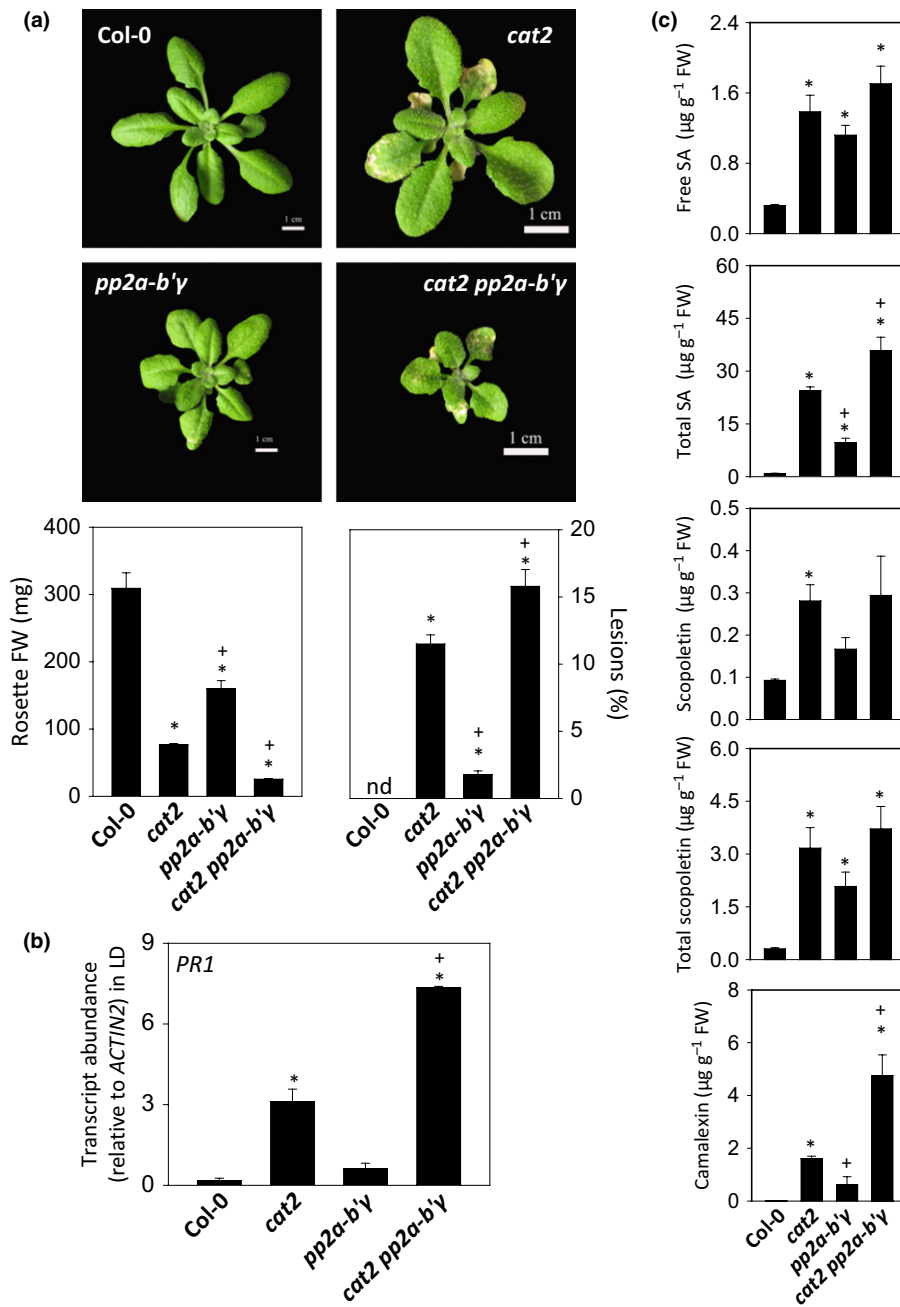 (a)
Col-0
1 cm
cat2
1 cm
pp2a-b'γ
1 cm
cat2 pp2a-b'γ
1 cm
Rosette FW (mg)
400
300
200
100
0
*
+
*
+
*
Col-0
cat2
pp2a-b'γ
cat2 pp2a-b'γ
nd
*
+
*
+
*
20
15
10
5
0
Lesions (%)
Col-0
cat2
pp2a-b'γ
cat2 pp2a-b'γ
(b)
PR1
Transcript abundance
(relative to ACTIN2) in LD
9
6
3
0
*
+
*
Col-0
cat2
pp2a-b'γ
cat2 pp2a-b'γ
(c)
Free SA (µg g⁻¹ FW)
2.4
1.6
0.8
0.0
*
*
*
Total SA (µg g⁻¹ FW)
60
45
30
15
0
*
+
*
+
*
Scopoletin (µg g⁻¹ FW)
0.5
0.4
0.3
0.2
0.1
0.0
*
Total scopoletin (µg g⁻¹ FW)
6.0
4.5
3.0
1.5
0.0
*
*
*
Camalexin (µg g⁻¹ FW)
8
6
4
2
0
*
+
+
*
Col-0
cat2
pp2a-b'γ
cat2 pp2a-b'γ